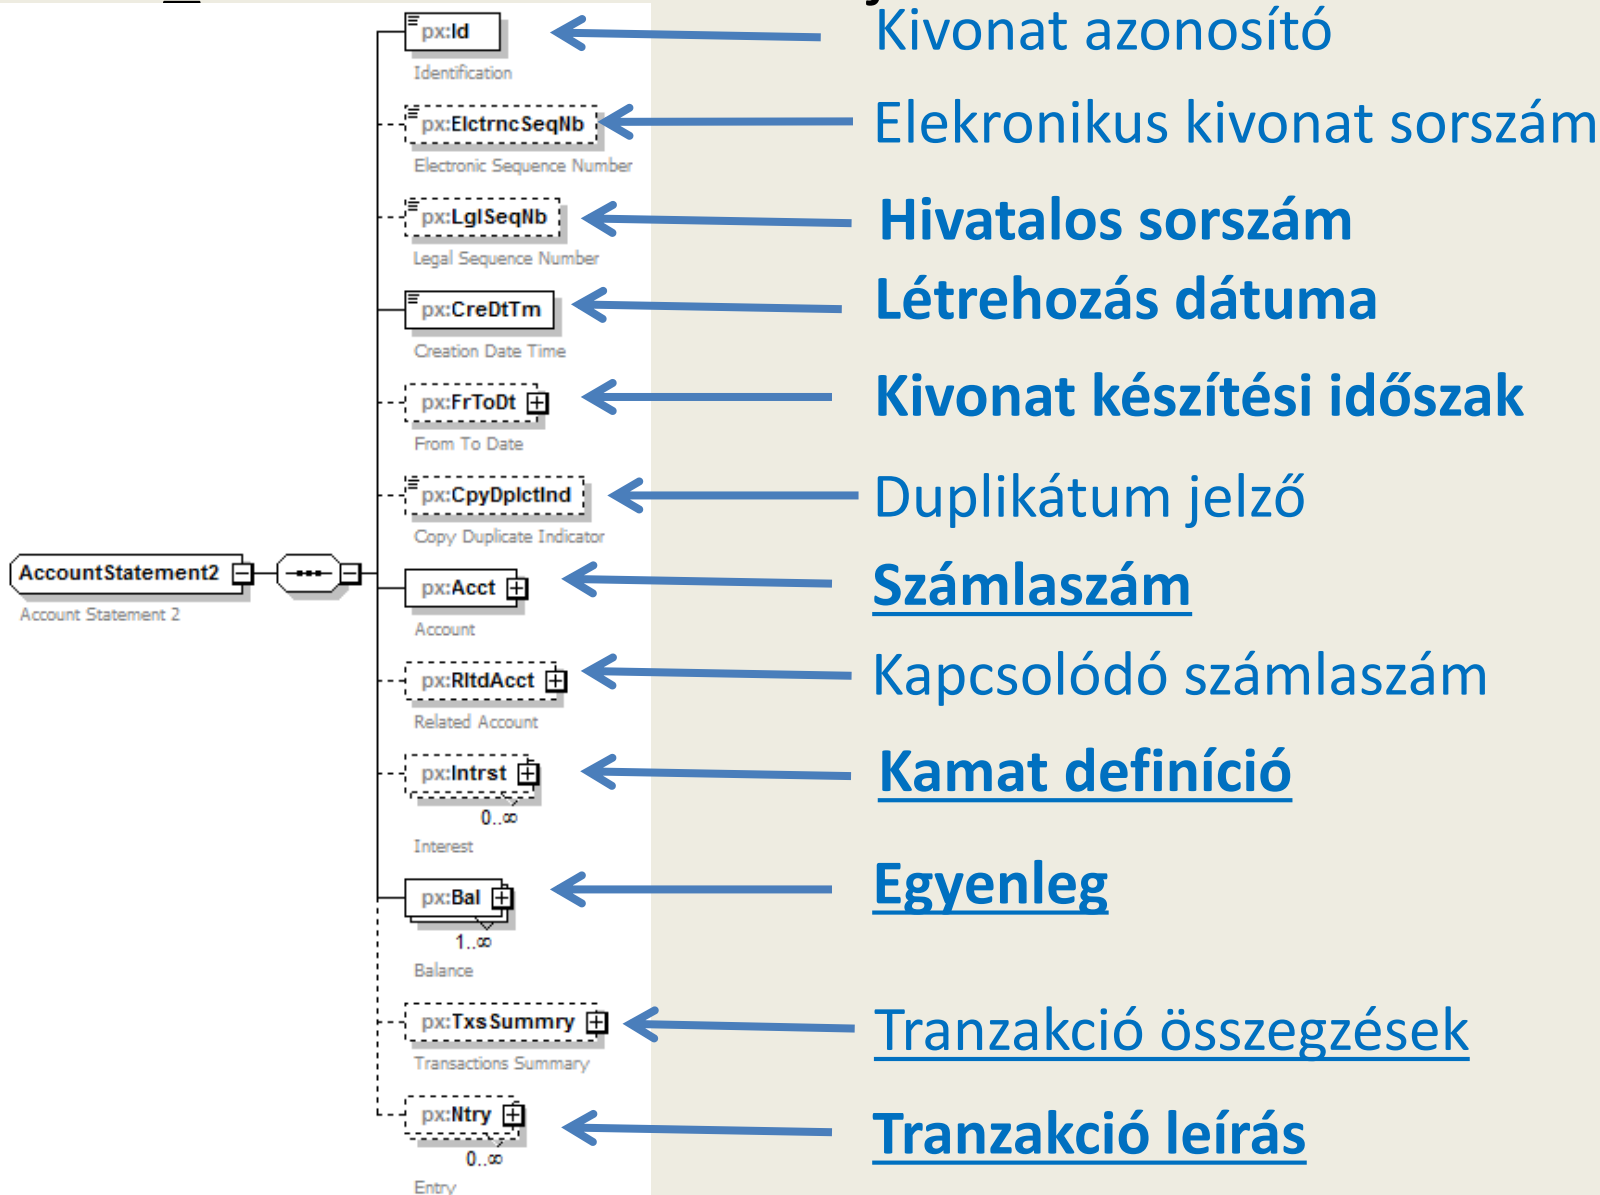 px:Id
Identification
Kivonat azonosító
px:ElctrncSeqNb
Electronic Sequence Number
Elekronikus kivonat sorszám
px:LglSeqNb
Legal Sequence Number
Hivatalos sorszám
px:CreDtTm
Creation Date Time
Létrehozás dátuma
px:FrToDt
From To Date
Kivonat készítési időszak
px:CpyDplctInd
Copy Duplicate Indicator
Duplikátum jelző
AccountStatement2
Account Statement 2
px:Acct
Account
Számlaszám
px:RltdAcct
Related Account
Kapcsolódó számlaszám
px:Intrst
0..∞
Interest
Kamat definíció
px:Bal
1..∞
Balance
Egyenleg
px:TxsSummry
Transactions Summary
Tranzakció összegzések
px:Ntry
0..∞
Entry
Tranzakció leírás